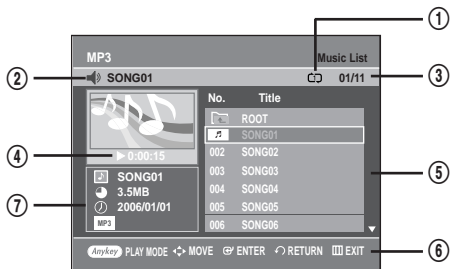 ①
MP3 Music List
② SONG01 01/11 ③
No. Title
ROOT
SONG01
④ 0:00:15
002 SONG02
003 SONG03
004 SONG04
005 SONG05
006 SONG06
⑤
SONG01
3.5MB
2006/01/01
MP3
⑦
Anykey PLAY MODE MOVE ENTER RETURN EXIT ⑥